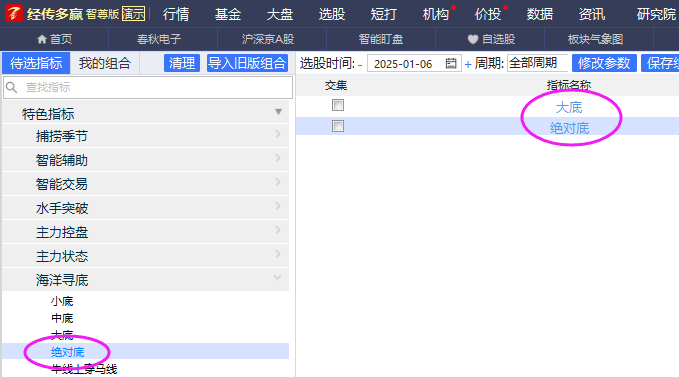 经传多赢 智尊版 演示 行情 基金 大盘 选股 短打 机构 价投 数据 资讯 研究院
首页 春秋电子 沪深京A股 智能盯盘 自选股 板块气象图
待选指标 我的组合 清理 导入旧版组合 选股时间: - 2025-01-06 + 周期: 全部周期 修改参数 保存
查找指标 交集 指标名称
特色指标 大底
捕捞季节 绝对底
智能辅助
智能交易
水手突破
主力控盘
主力状态
海洋寻底
小底
中底
大底
绝对底
牛线上穿马线